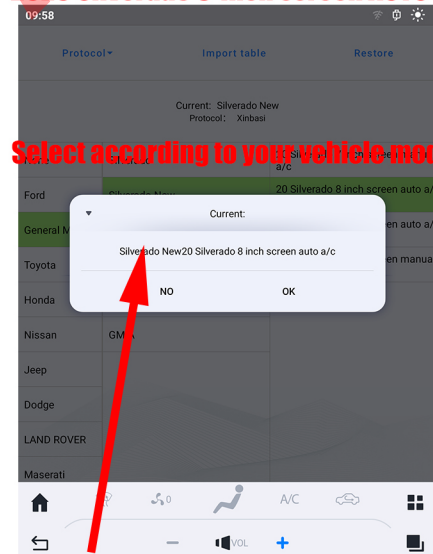 09:58
Protocol
Import table
Restore
Current: Silverado New
Protocol: Xinbasi
Select according to your vehicle
a/c
Ford
Silverado New
20 Silverado 8 inch screen auto a/
General M
Current:
en auto a/
Silverado New20 Silverado 8 inch screen auto a/c
Toyota
en manua
NO
OK
Honda
Nissan
GM
Jeep
Dodge
LAND ROVER
Maserati
0
A/C
VOL